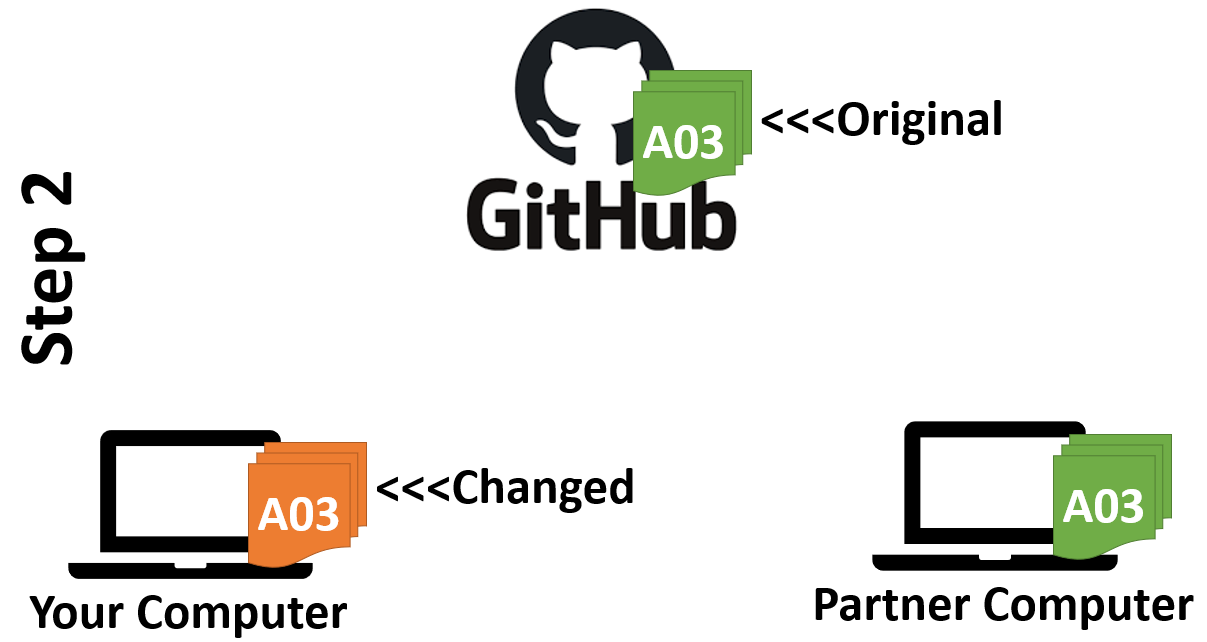 Step 2
A03
<<<Original
GitHub
A03
<<<Changed
Your Computer
A03
Partner Computer